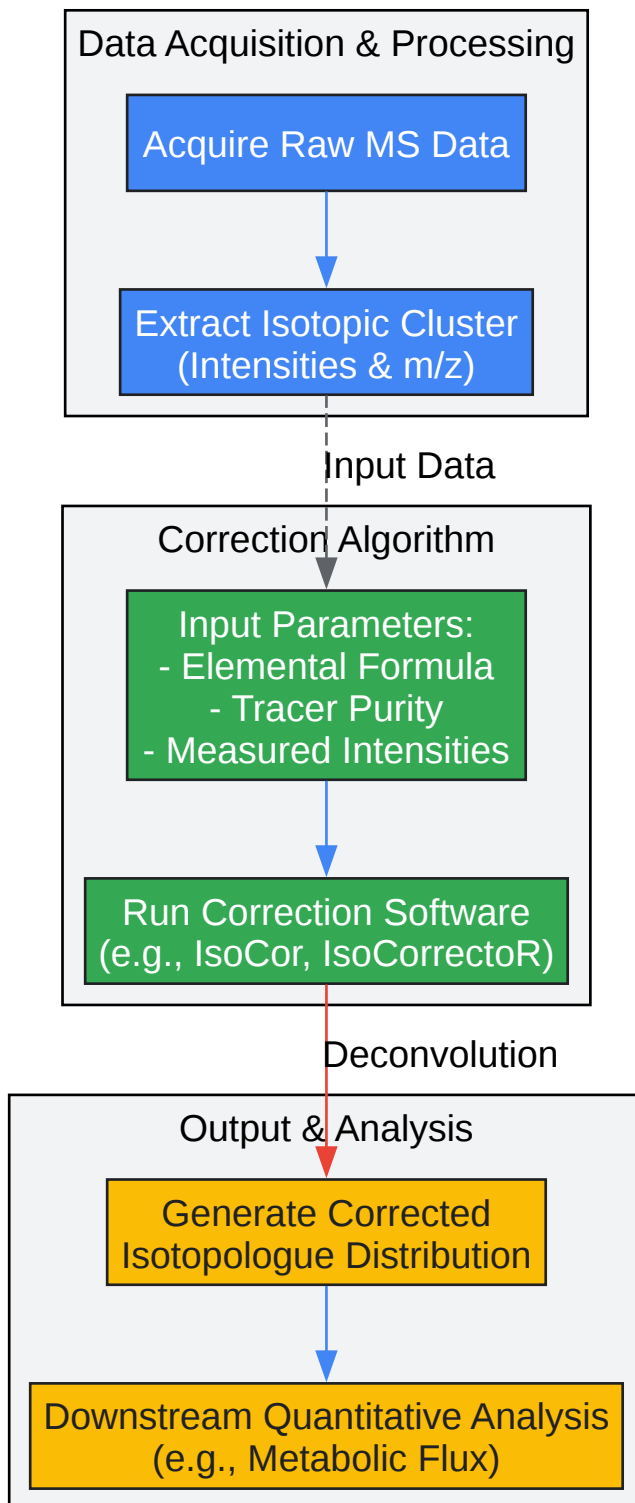 Data Acquisition & Processing
Acquire Raw MS Data
Extract Isotopic Cluster
(Intensities & m/z)
Input Data
Correction Algorithm
Input Parameters:
- Elemental Formula
- Tracer Purity
- Measured Intensities
Run Correction Software
(e.g., IsoCor, IsoCorrectoR)
Deconvolution
Output & Analysis
Generate Corrected
Isotopologue Distribution
Downstream Quantitative Analysis
(e.g., Metabolic Flux)